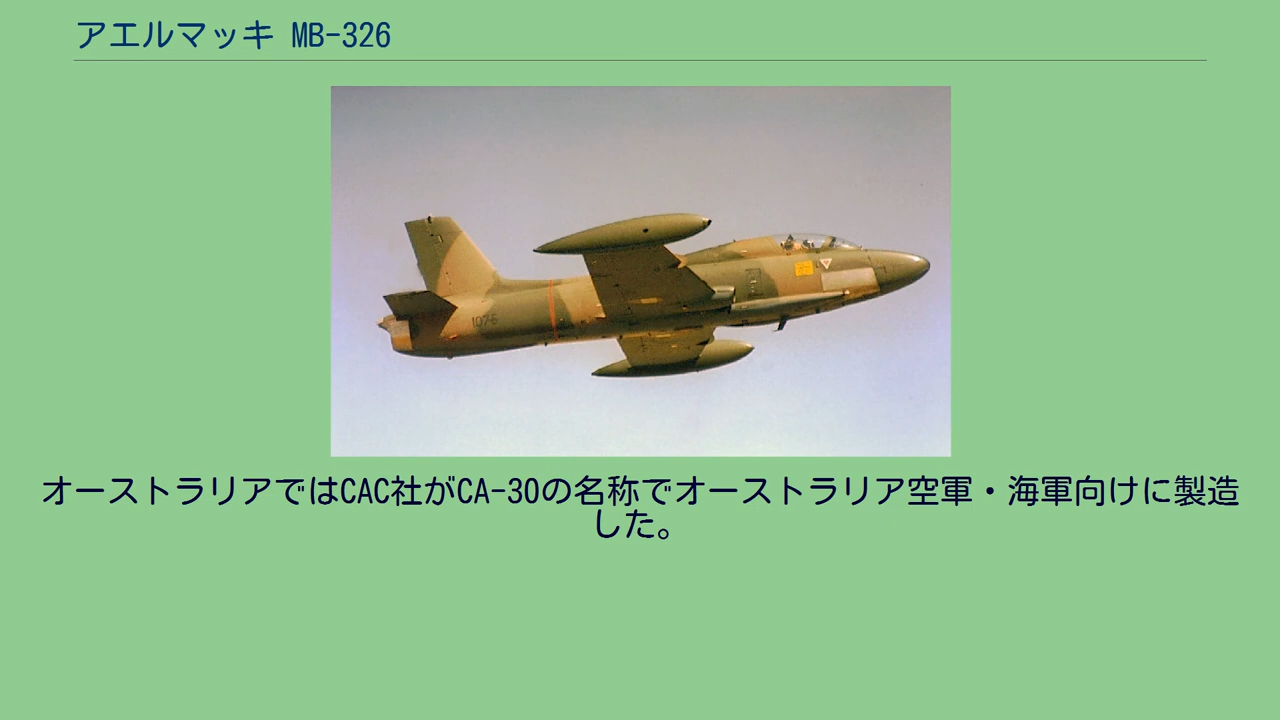 アエルマッキ MB-326
オーストラリアではCAC社がCA-30の名称でオーストラリア空軍・海軍向けに製造
した。